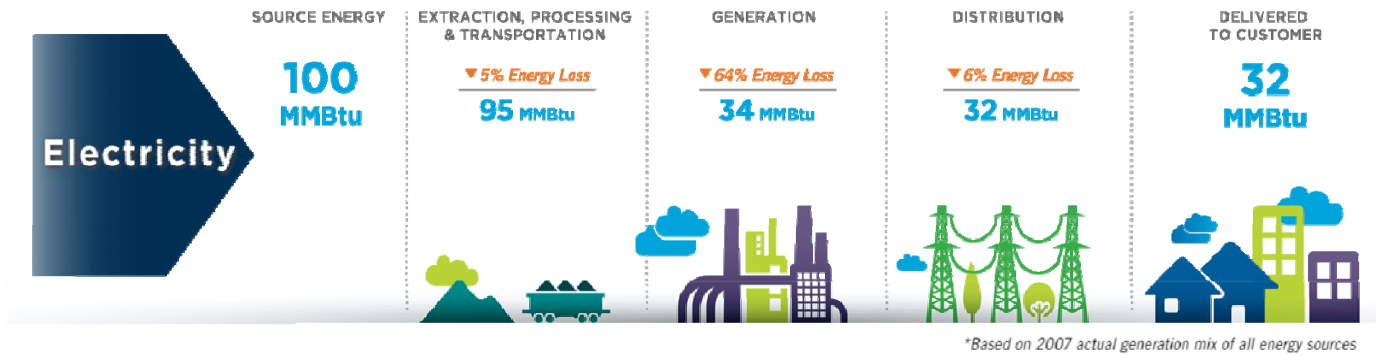 Electricity
SOURCE ENERGY
100
MMBtu
EXTRACTION, PROCESSING
& TRANSPORTATION
▼5% Energy Loss
95 MMBtu
GENERATION
▼64% Energy Loss
34 MMBtu
DISTRIBUTION
▼6% Energy Loss
32 MMBtu
DELIVERED
TO CUSTOMER
32
MMBtu
*Based on 2007 actual generation mix of all energy sources